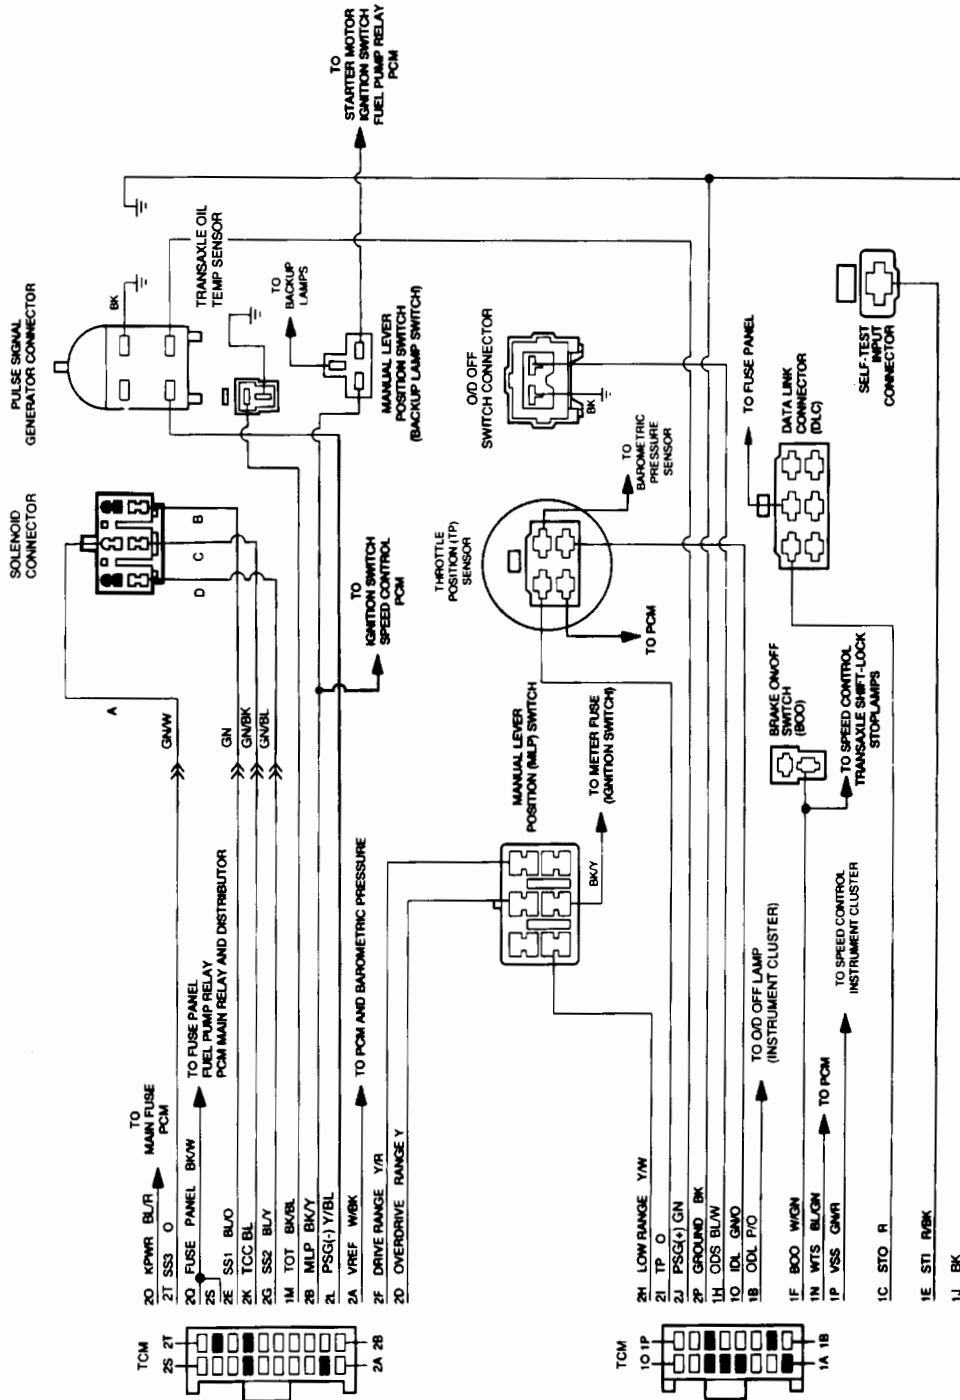 TO
STARTER MOTOR
IGNITION SWITCH
FUEL PUMP RELAY
PCM
PULSE SIGNAL
GENERATOR CONNECTOR
BK
TRANSAXLE OIL
TEMP SENSOR
TO
BACKUP
LAMPS
MANUAL LEVER
POSITION SWITCH
(BACKUP LAMP SWITCH)
SOLENOID
CONNECTOR
B
C
D
A
GN/W
GN
GN/BK
GN/BL
TO
IGNITION SWITCH
SPEED CONTROL
PCM
O/D OFF
SWITCH CONNECTOR
BK
THROTTLE
POSITION (TP)
SENSOR
TO
BAROMETRIC
PRESSURE
SENSOR
TO PCM
TO FUSE PANEL
DATA LINK
CONNECTOR
(DLC)
SELF-TEST
INPUT
CONNECTOR
MANUAL LEVER
POSITION (MLP) SWITCH
TO METER FUSE
(IGNITION SWITCH)
BK/Y
BRAKE ON/OFF
SWITCH
(BOO)
TO SPEED CONTROL
TRANSAXLE SHIFT-LOCK
STOPLAMPS
TO
MAIN FUSE
PCM
TO FUSE PANEL
FUEL PUMP RELAY
PCM MAIN RELAY AND DISTRIBUTOR
TO PCM AND BAROMETRIC PRESSURE
TO O/D OFF LAMP
(INSTRUMENT CLUSTER)
TO PCM
TO SPEED CONTROL
INSTRUMENT CLUSTER
2O KPWR BL/R
2T SS3 O
2Q FUSE PANEL BK/W
2S
2E SS1 BL/O
2K TCC BL
2G SS2 BL/Y
1M TOT BK/BL
2B MLP BK/Y
2L PSG(-) Y/BL
2A VREF W/BK
2F DRIVE RANGE Y/R
2D OVERDRIVE RANGE Y
2H LOW RANGE Y/W
2I TP O
2J PSG(+) GN
2P GROUND BK
1H ODS BL/W
1O IDL GN/O
1B ODL P/O
1F BOO W/GN
1N WTS BL/GN
1P VSS GN/R
1C STO R
1E STI R/BK
1J BK
TCM
2S 2T
2A 2B
TCM
1O 1P
1A 1B